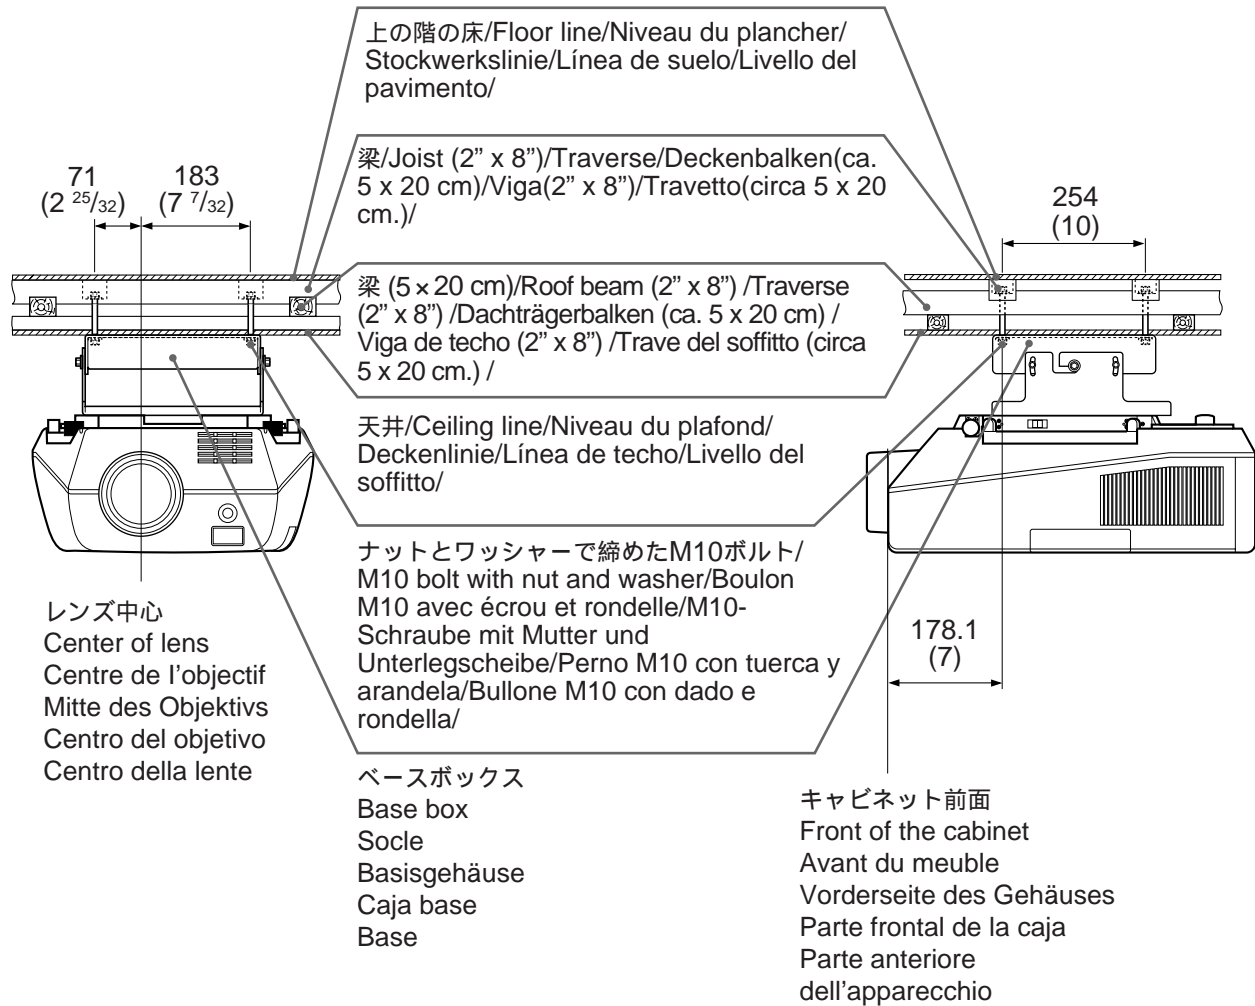 上の階の床/Floor line/Niveau du plancher/
Stockwerkslinie/Línea de suelo/Livello del
pavimento/
梁/Joist (2” x 8”)/Traverse/Deckenbalken(ca.
5 x 20 cm)/Viga(2” x 8”)/Travetto(circa 5 x 20
cm.)/
71
(2 25/32)
183
(7 7/32)
254
(10)
梁 (5 × 20 cm)/Roof beam (2” x 8”) /Traverse
(2” x 8”) /Dachträgerbalken (ca. 5 x 20 cm) /
Viga de techo (2” x 8”) /Trave del soffitto (circa
5 x 20 cm.) /
天井/Ceiling line/Niveau du plafond/
Deckenlinie/Línea de techo/Livello del
soffitto/
ナットとワッシャーで締めたM10ボルト/
M10 bolt with nut and washer/Boulon
M10 avec écrou et rondelle/M10-
Schraube mit Mutter und
Unterlegscheibe/Perno M10 con tuerca y
arandela/Bullone M10 con dado e
rondella/
レンズ中心
Center of lens
Centre de I’objectif
Mitte des Objektivs
Centro del objetivo
Centro della lente
178.1
(7)
ベースボックス
Base box
Socle
Basisgehäuse
Caja base
Base
キャビネット前面
Front of the cabinet
Avant du meuble
Vorderseite des Gehäuses
Parte frontal de la caja
Parte anteriore
dell'apparecchio